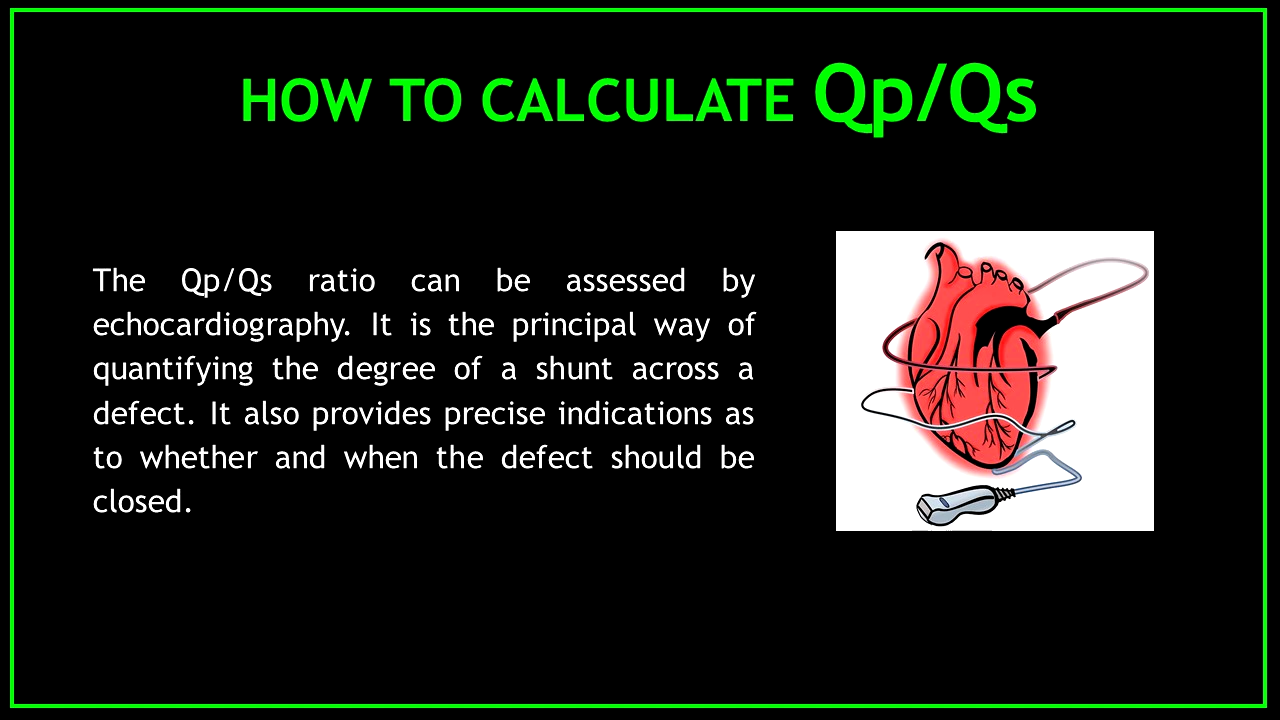 HOW TO CALCULATE Qp/Qs
The Qp/Qs ratio can be assessed by
echocardiography. It is the principal way of
quantifying the degree of a shunt across a
defect. It also provides precise indications as
to whether and when the defect should be
closed.